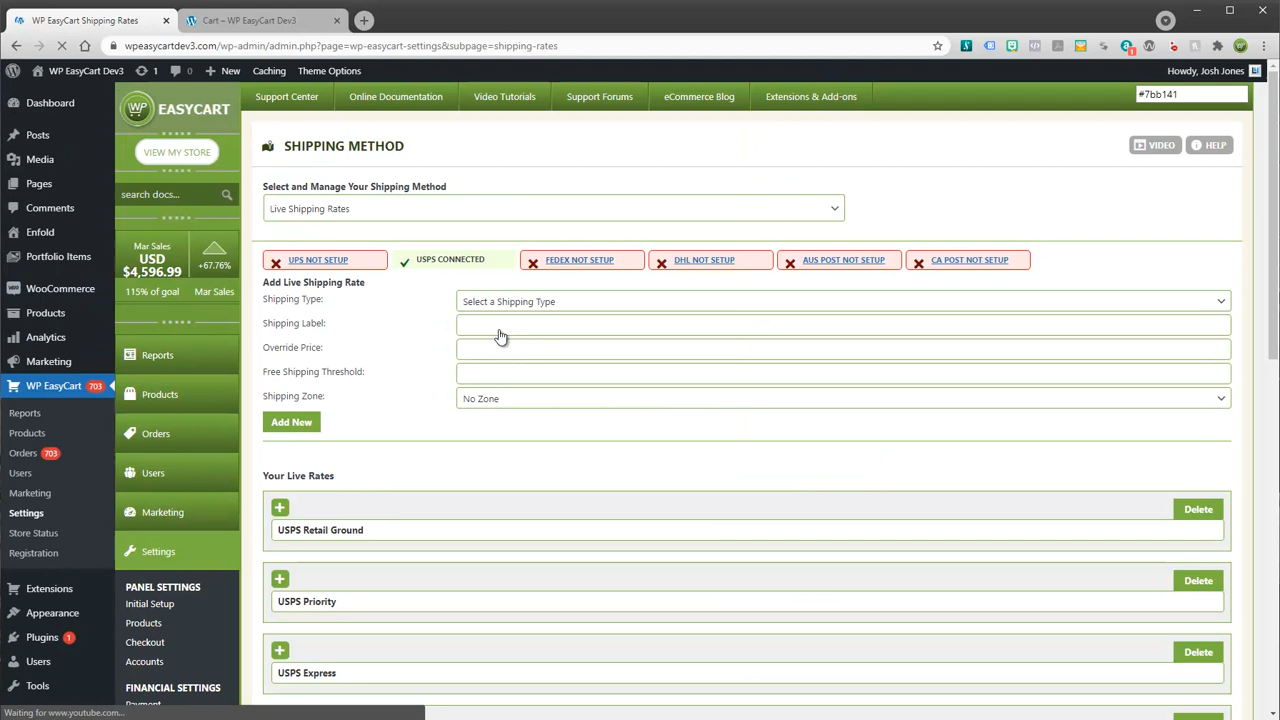 WP EasyCart Shipping Rates
Cart – WP EasyCart Dev3
wpeasycartdev3.com/wp-admin/admin.php?page=wp-easycart-settings&subpage=shipping-rates
WP EasyCart Dev3
1
0
New
Caching
Theme Options
Howdy, Josh Jones
Dashboard
Posts
Media
Pages
Comments
Enfold
Portfolio Items
WooCommerce
Products
Analytics
Marketing
WP EasyCart 703
Reports
Products
Orders 703
Users
Marketing
Settings
Store Status
Registration
Extensions
Appearance
Plugins 1
Users
Tools
WP EASYCART
VIEW MY STORE
search docs...
Mar Sales
USD
$4,596.99
+67.76%
115% of goal
Mar Sales
Reports
Products
Orders
Users
Marketing
Settings
PANEL SETTINGS
Initial Setup
Products
Checkout
Accounts
FINANCIAL SETTINGS
Payment
Support Center
Online Documentation
Video Tutorials
Support Forums
eCommerce Blog
Extensions & Add-ons
#7bb141
SHIPPING METHOD
VIDEO
HELP
Select and Manage Your Shipping Method
Live Shipping Rates
UPS NOT SETUP
USPS CONNECTED
FEDEX NOT SETUP
DHL NOT SETUP
AUS POST NOT SETUP
CA POST NOT SETUP
Add Live Shipping Rate
Shipping Type:
Select a Shipping Type
Shipping Label:
Override Price:
Free Shipping Threshold:
Shipping Zone:
No Zone
Add New
Your Live Rates
Delete
USPS Retail Ground
Delete
USPS Priority
Delete
USPS Express
Waiting for www.youtube.com...